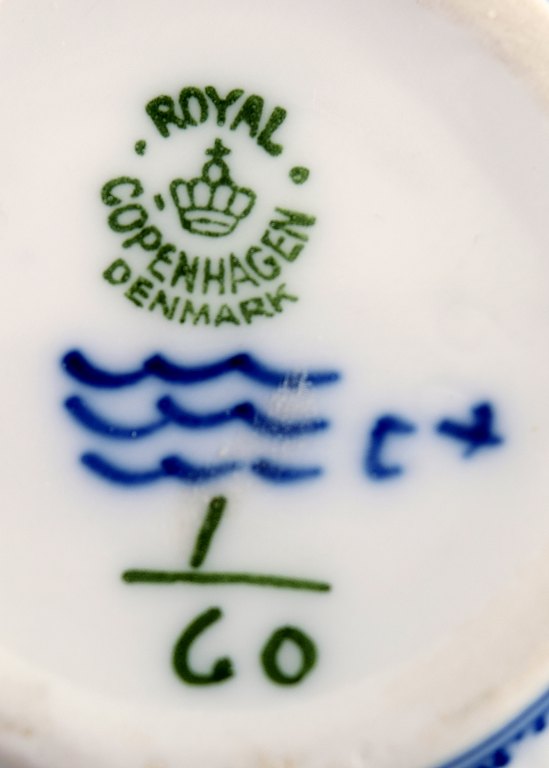 ROYAL
COPENHAGEN
DENMARK
1
60